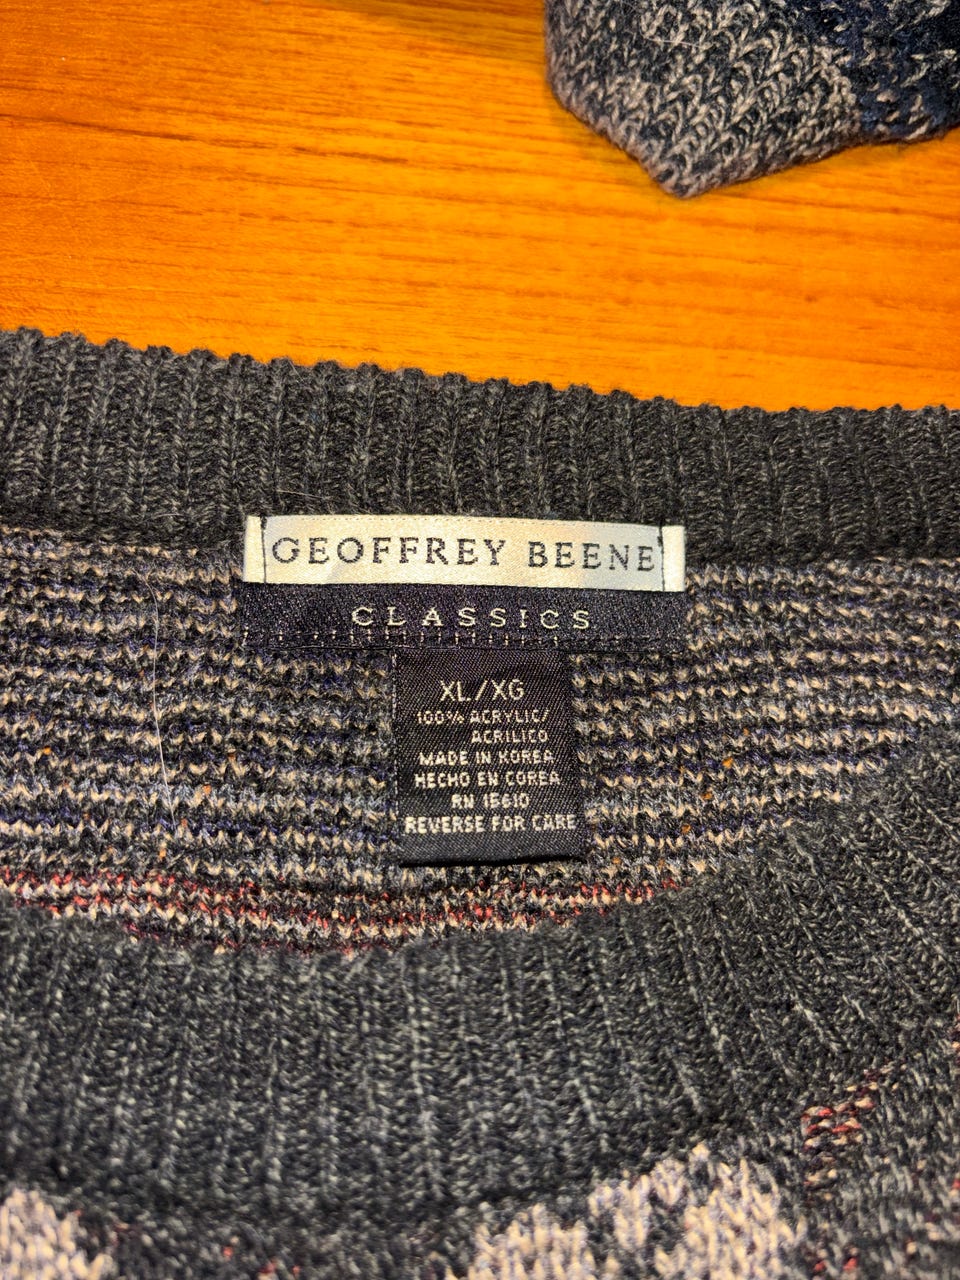 GEOFFREY BEENE
CLASSICS
XL/XG
100% ACRYLIC/
ACRILICO
MADE IN KOREA
HECHO EN COREA
RN 15610
REVERSE FOR CARE